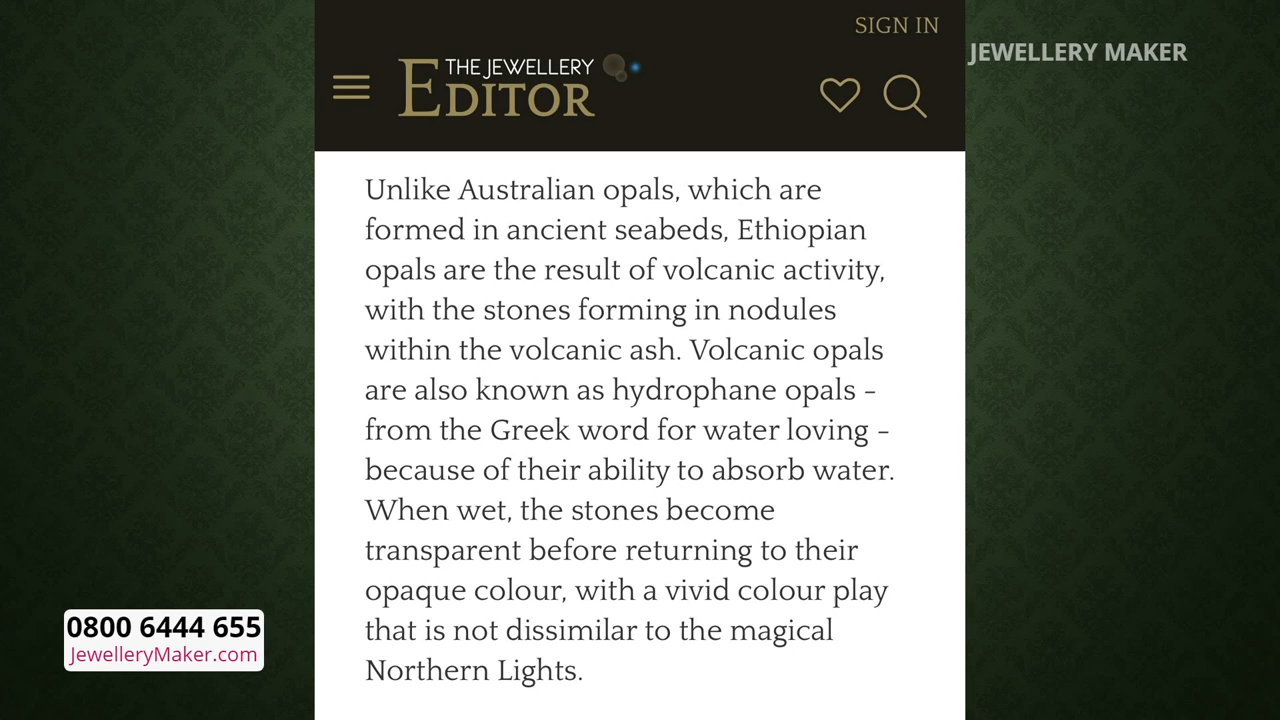 SIGN IN
JEWELLERY MAKER
THE JEWELLERY
EDITOR
Unlike Australian opals, which are
formed in ancient seabeds, Ethiopian
opals are the result of volcanic activity,
with the stones forming in nodules
within the volcanic ash. Volcanic opals
are also known as hydrophane opals -
from the Greek word for water loving -
because of their ability to absorb water.
When wet, the stones become
transparent before returning to their
opaque colour, with a vivid colour play
that is not dissimilar to the magical
Northern Lights.
0800 6444 655
JewelleryMaker.com